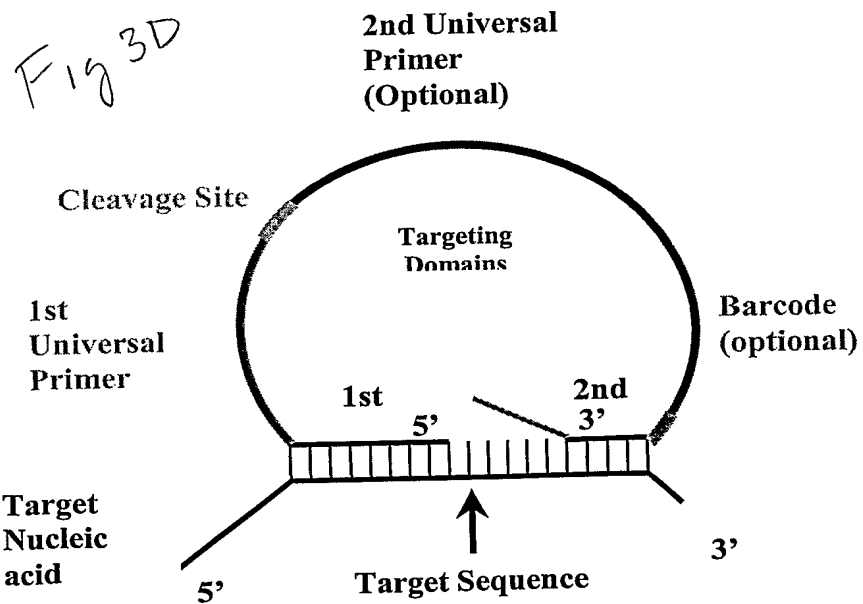 Fig 3D
2nd Universal
Primer
(Optional)
Cleavage Site
Targeting
Domains
1st
Universal
Primer
Barcode
(optional)
1st
2nd
5’
3’
Target
Nucleic
acid
5’
Target Sequence
3’